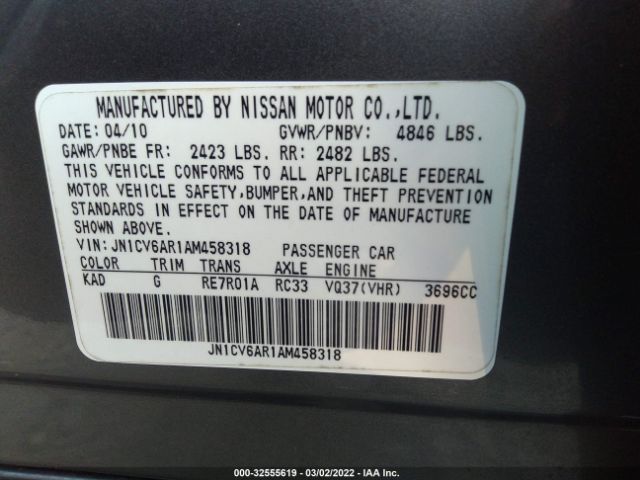 MANUFACTURED BY NISSAN MOTOR CO.,LTD.
DATE: 04/10 GVWR/PNBV: 4846 LBS.
GAWR/PNBE FR: 2423 LBS. RR: 2482 LBS.
THIS VEHICLE CONFORMS TO ALL APPLICABLE FEDERAL
MOTOR VEHICLE SAFETY,BUMPER,AND THEFT PREVENTION
STANDARDS IN EFFECT ON THE DATE OF MANUFACTURE
SHOWN ABOVE.
VIN: JN1CV6AR1AM458318 PASSENGER CAR
COLOR TRIM TRANS AXLE ENGINE
KAD G RE7R01A RC33 VQ37(VHR) 3696CC
JN1CV6AR1AM458318
000-32555619 - 03/02/2022 - IAA Inc.